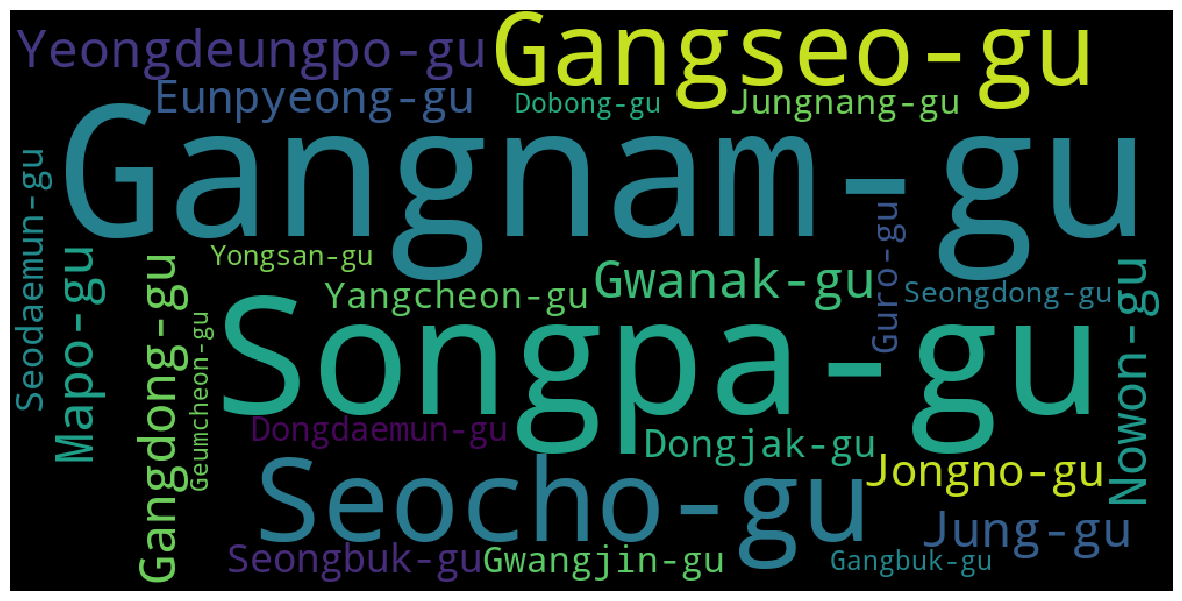 Yeongdeungpo-gu
Gangseo-gu
Eunpyeong-gu
Dobong-gu
Jungnang-gu
Gangnam-gu
Seodaemun-gu
Mapo-gu
Gangdong-gu
Geumcheon-gu
Yongsan-gu
Yangcheon-gu
Gwanak-gu
Guro-gu
Seongdong-gu
Nowon-gu
Songpa-gu
Dongdaemun-gu
Dongjak-gu
Seocho-gu
Jongno-gu
Jung-gu
Seongbuk-gu
Gwangjin-gu
Gangbuk-gu